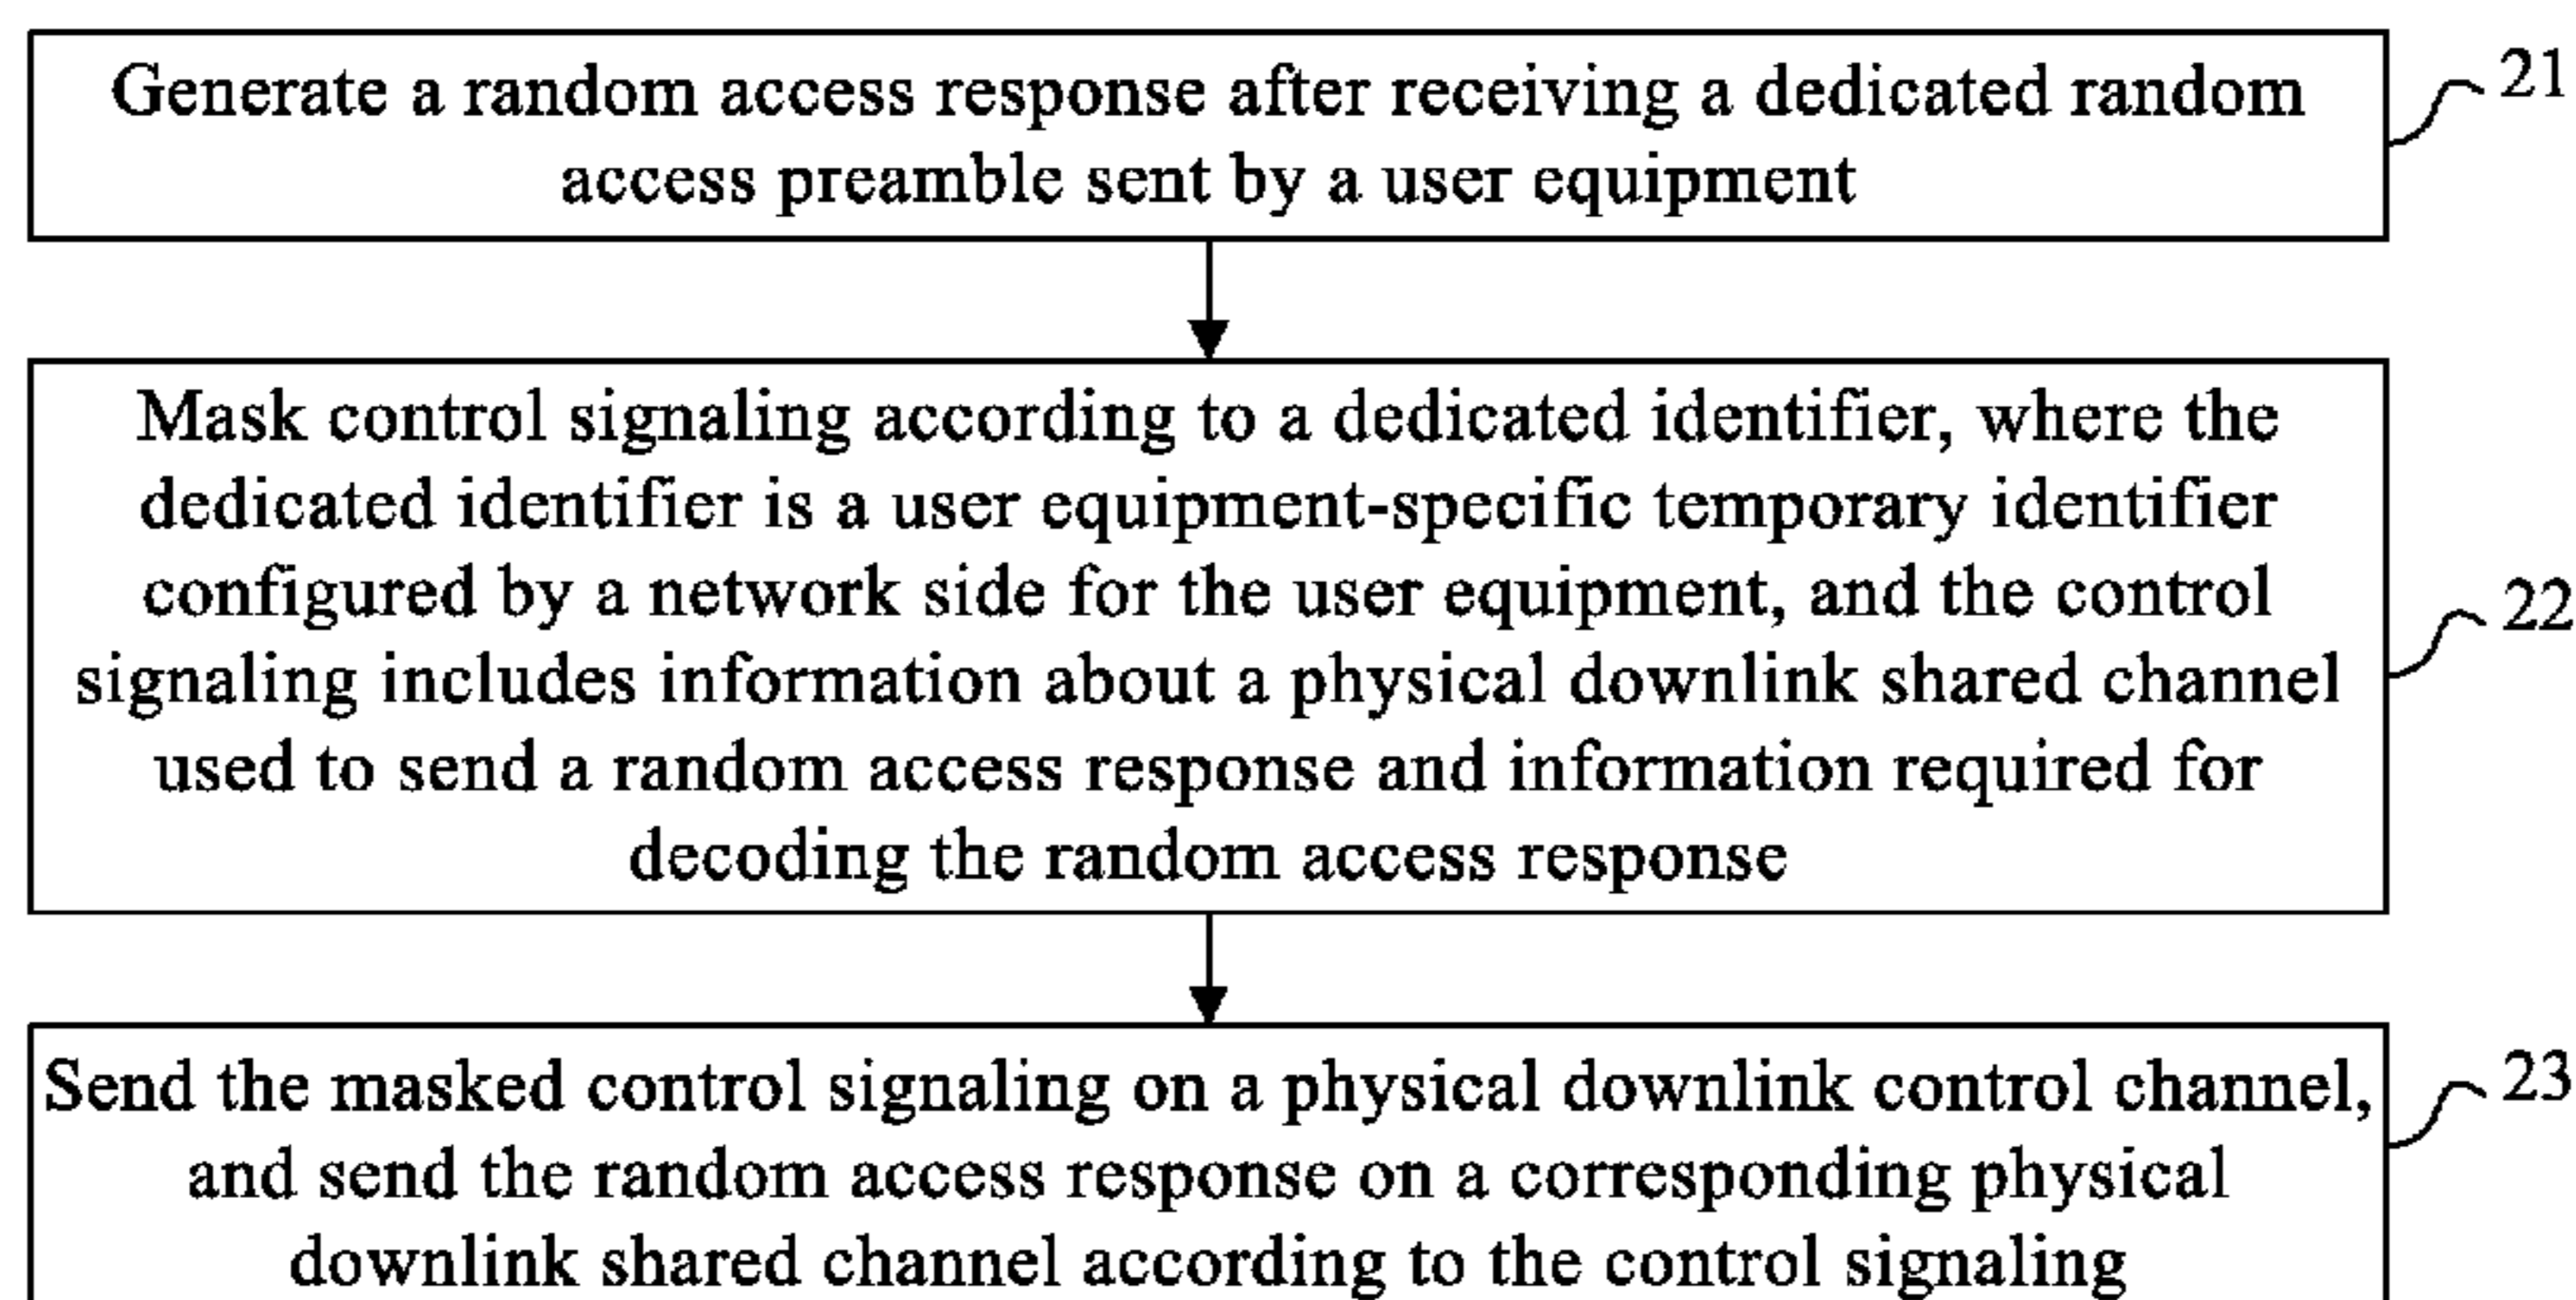 Generate a random access response after receiving a dedicated random
access preamble sent by a user equipment
21
Mask control signaling according to a dedicated identifier, where the
dedicated identifier is a user equipment-specific temporary identifier
configured by a network side for the user equipment, and the control
signaling includes information about a physical downlink shared channel
used to send a random access response and information required for
decoding the random access response
22
Send the masked control signaling on a physical downlink control channel,
and send the random access response on a corresponding physical
downlink shared channel according to the control signaling
23